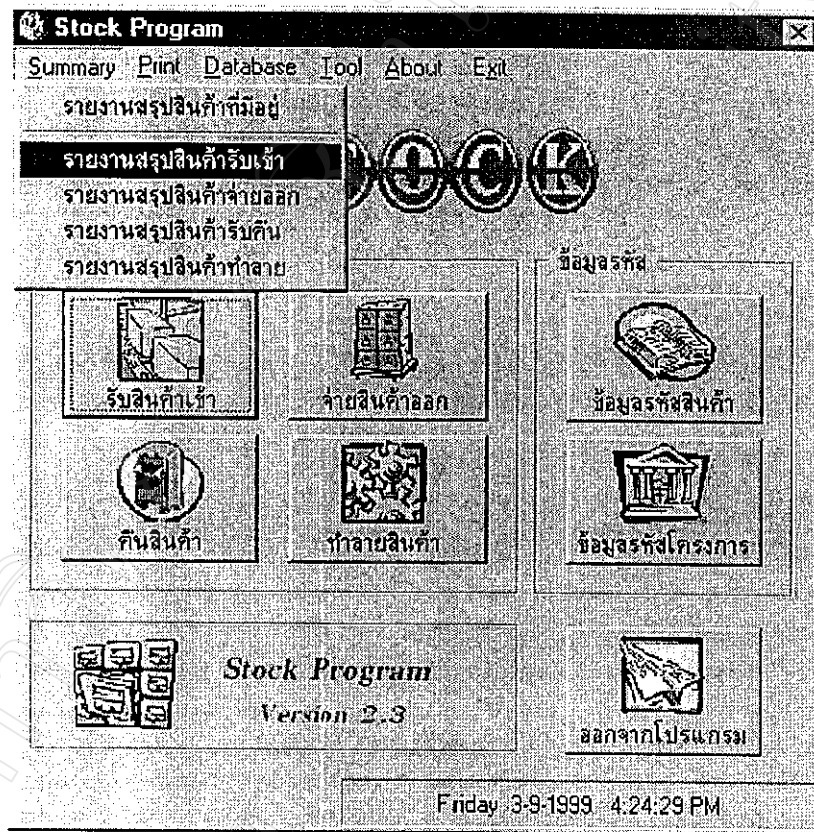 Stock Program
Summary Print Database Tool About Exit
รายงานสรุปสินค้าที่มีอยู่
รายงานสรุปสินค้ารับเข้า
รายงานสรุปสินค้าจ่ายออก
รายงานสรุปสินค้ารับคืน
รายงานสรุปสินค้าทำลาย
OCK
ข้อมูลรหัส
รับสินค้าเข้า
จ่ายสินค้าออก
ข้อมูลรหัสสินค้า
คืนสินค้า
ทำลายสินค้า
ข้อมูลรหัสโครงการ
Stock Program
Version 2.3
ออกจากโปรแกรม
Friday 3-9-1999 4:24:29 PM